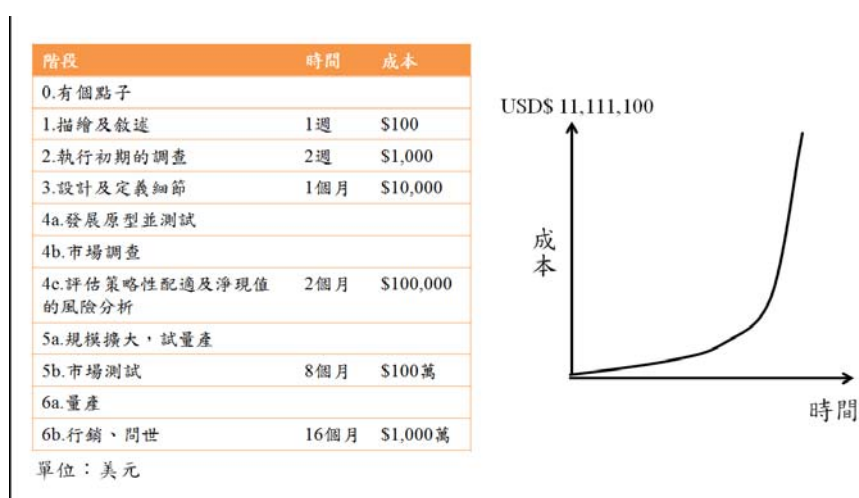 階段 時間 成本
0.有個點子
1.描繪及敘述 1週 $100
2.執行初期的調查 2週 $1,000
3.設計及定義細節 1個月 $10,000
4a.發展原型並測試
4b.市場調查
4c.評估策略性配適及淨現值 2個月 $100,000
的風險分析
5a.規模擴大，試量產
5b.市場測試 8個月 $100萬
6a.量產
6b.行銷、問世 16個月 $1,000萬
單位：美元
USD$ 11,111,100
成本
時間